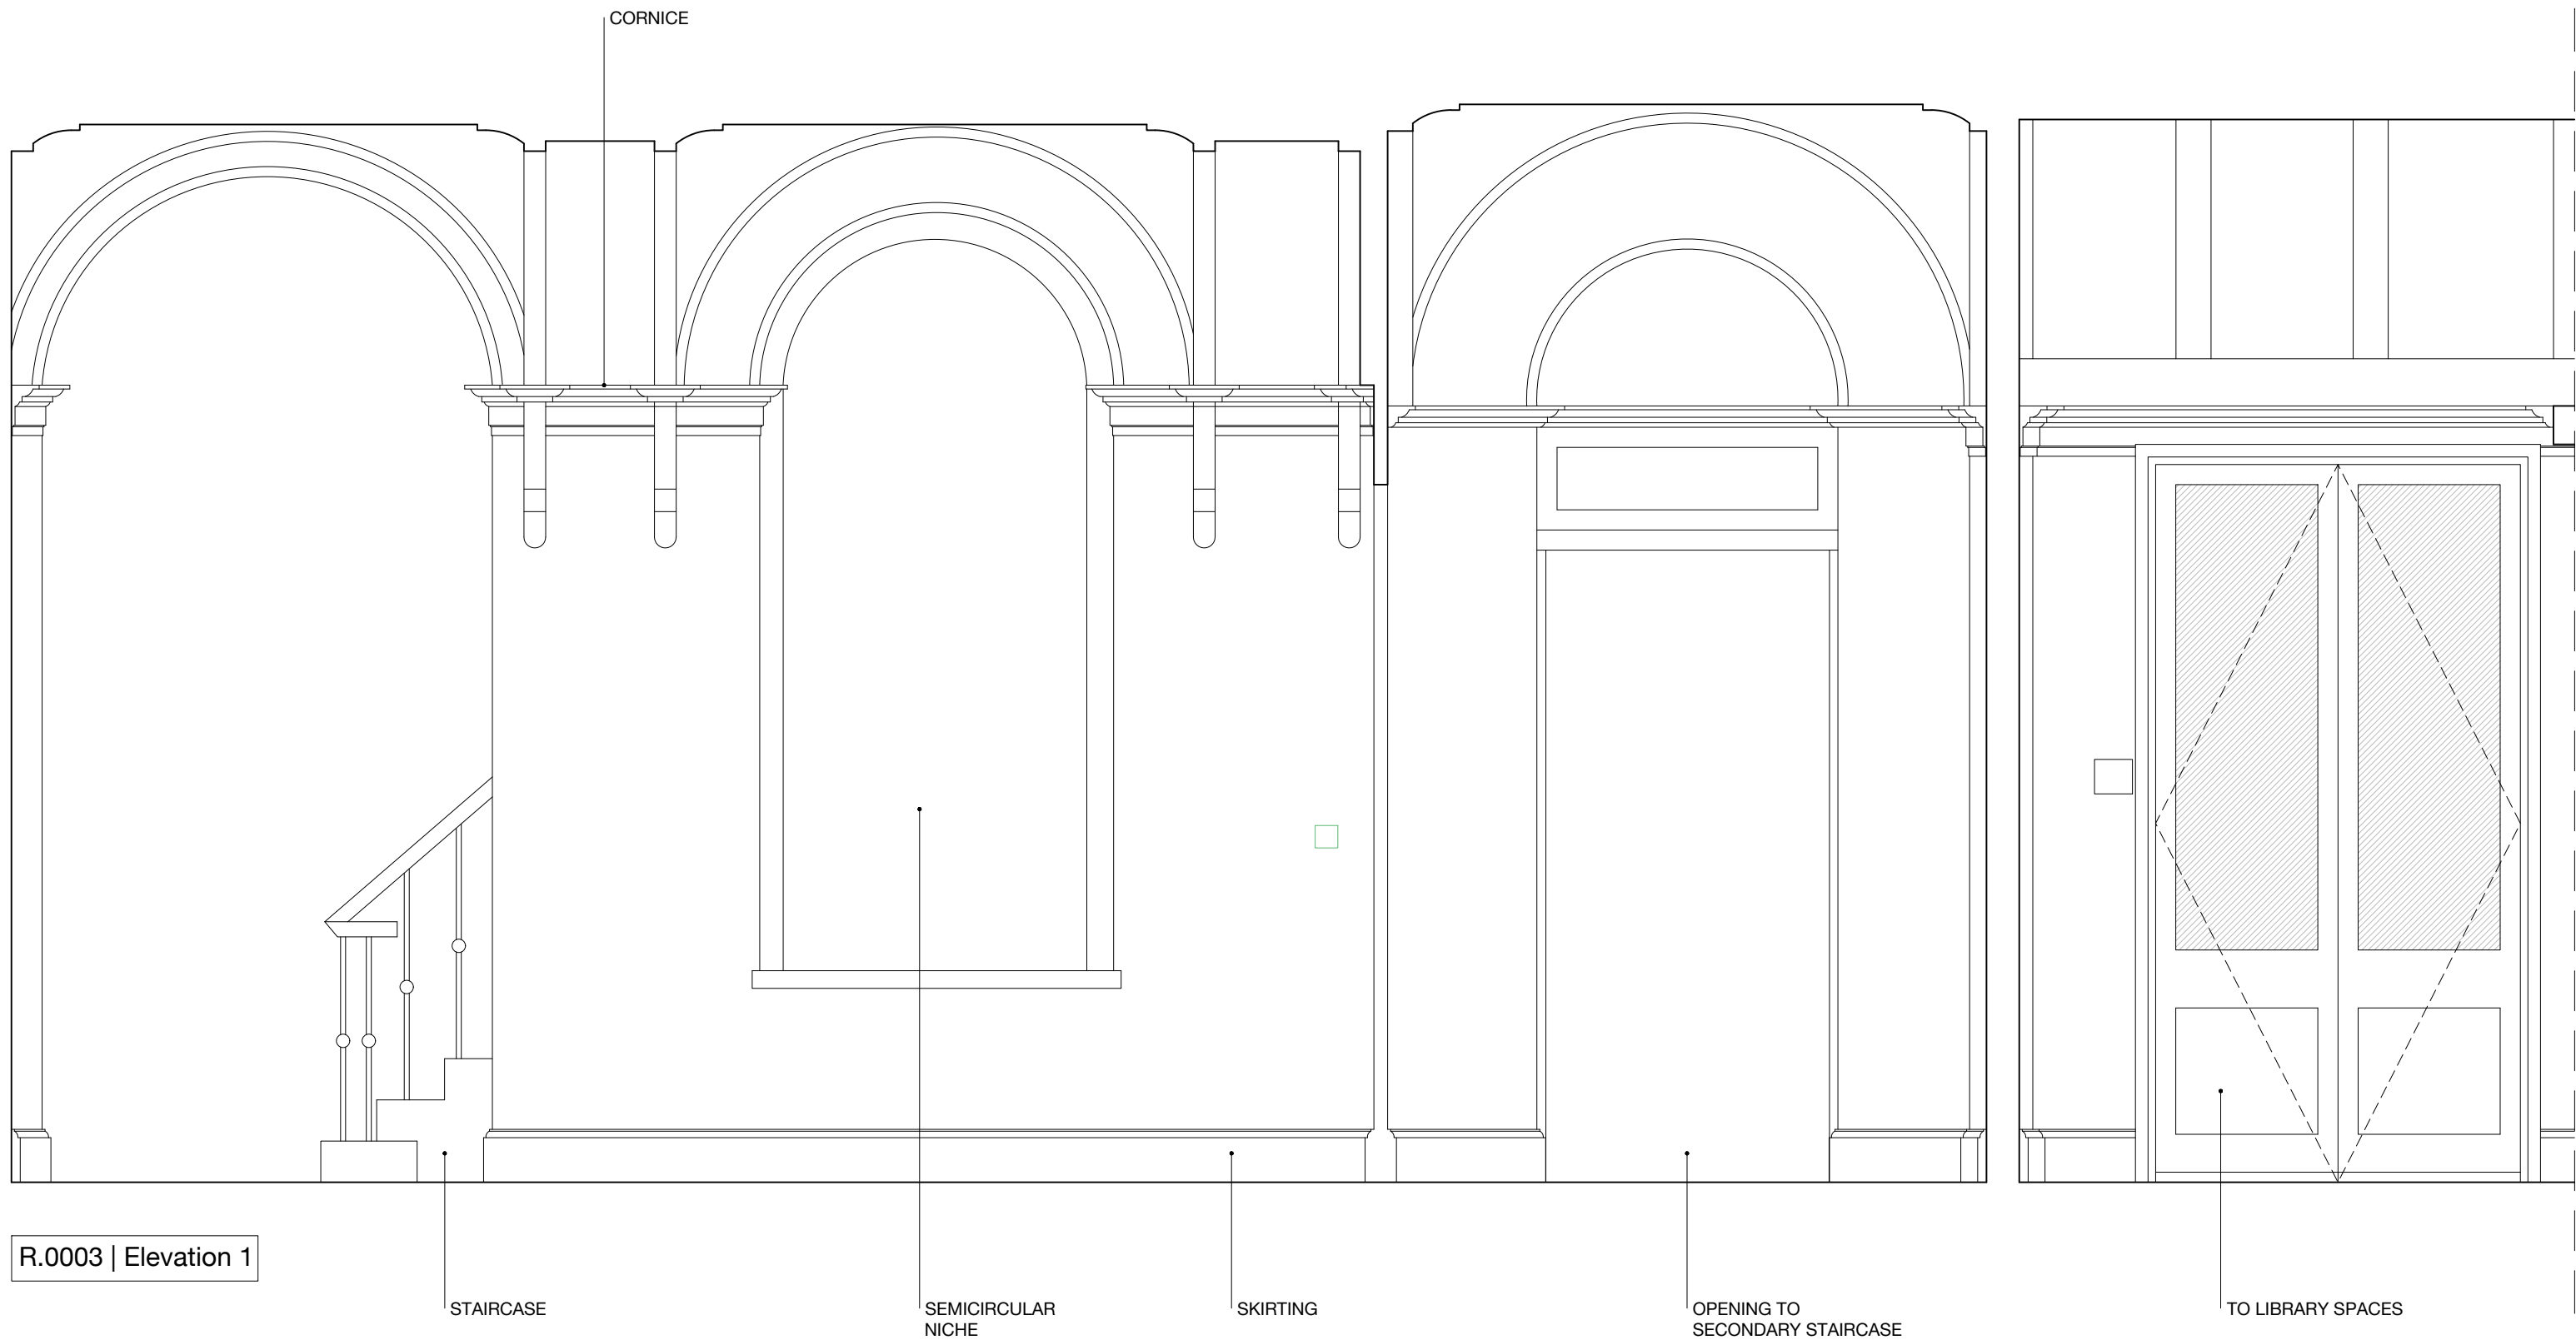 CORNICE
R.0003 | Elevation 1
STAIRCASE
SEMICIRCULAR
NICHE
SKIRTING
OPENING TO
SECONDARY STAIRCASE
TO LIBRARY SPACES